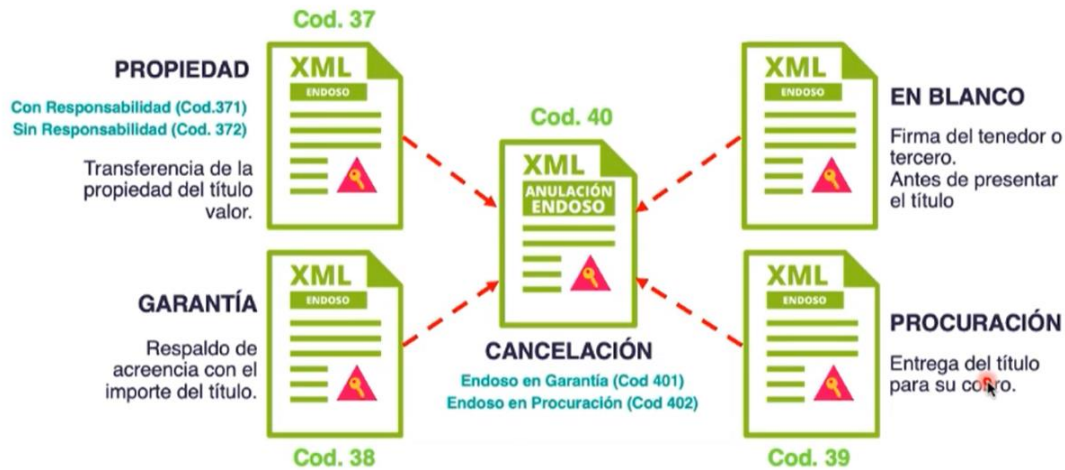 Cod. 37
XML
ENDOSO
PROPIEDAD
Con Responsabilidad (Cod.371)
Sin Responsabilidad (Cod. 372)
Transferencia de la
propiedad del título
valor.
XML
ENDOSO
GARANTÍA
Respaldo de
acreencia con el
importe del título.
Cod. 38
Cod. 40
XML
ANULACIÓN
ENDOSO
CANCELACIÓN
Endoso en Garantía (Cod 401)
Endoso en Procuración (Cod 402)
XML
ENDOSO
EN BLANCO
Firma del tenedor o
tercero.
Antes de presentar
el título
XML
ENDOSO
PROCURACIÓN
Entrega del título
para su cobro.
Cod. 39